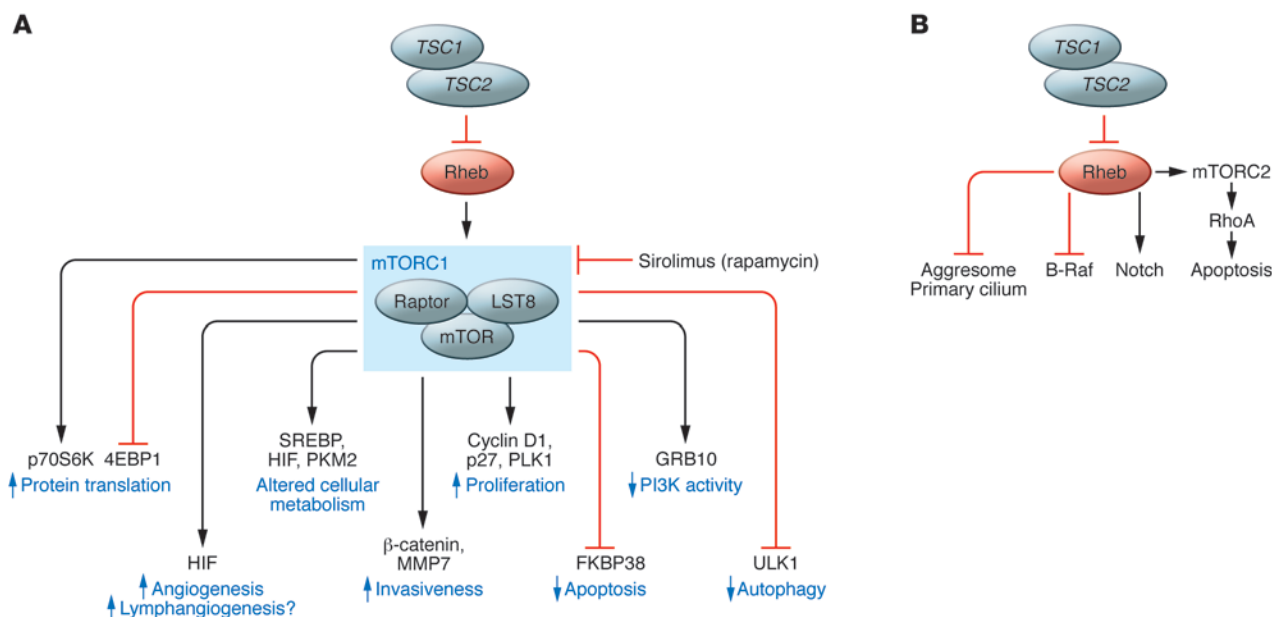 A
TSC1
TSC2
Rheb
mTORC1
Sirolimus (rapamycin)
Raptor
LST8
mTOR
p70S6K 4EBP1
Protein translation
SREBP,
HIF, PKM2
Altered cellular
metabolism
Cyclin D1,
p27, PLK1
Proliferation
GRB10
PI3K activity
HIF
Angiogenesis
Lymphangiogenesis?
β-catenin,
MMP7
Invasiveness
FKBP38
Apoptosis
ULK1
Autophagy
B
TSC1
TSC2
Rheb
mTORC2
RhoA
Apoptosis
Aggresome
Primary cilium
B-Raf
Notch